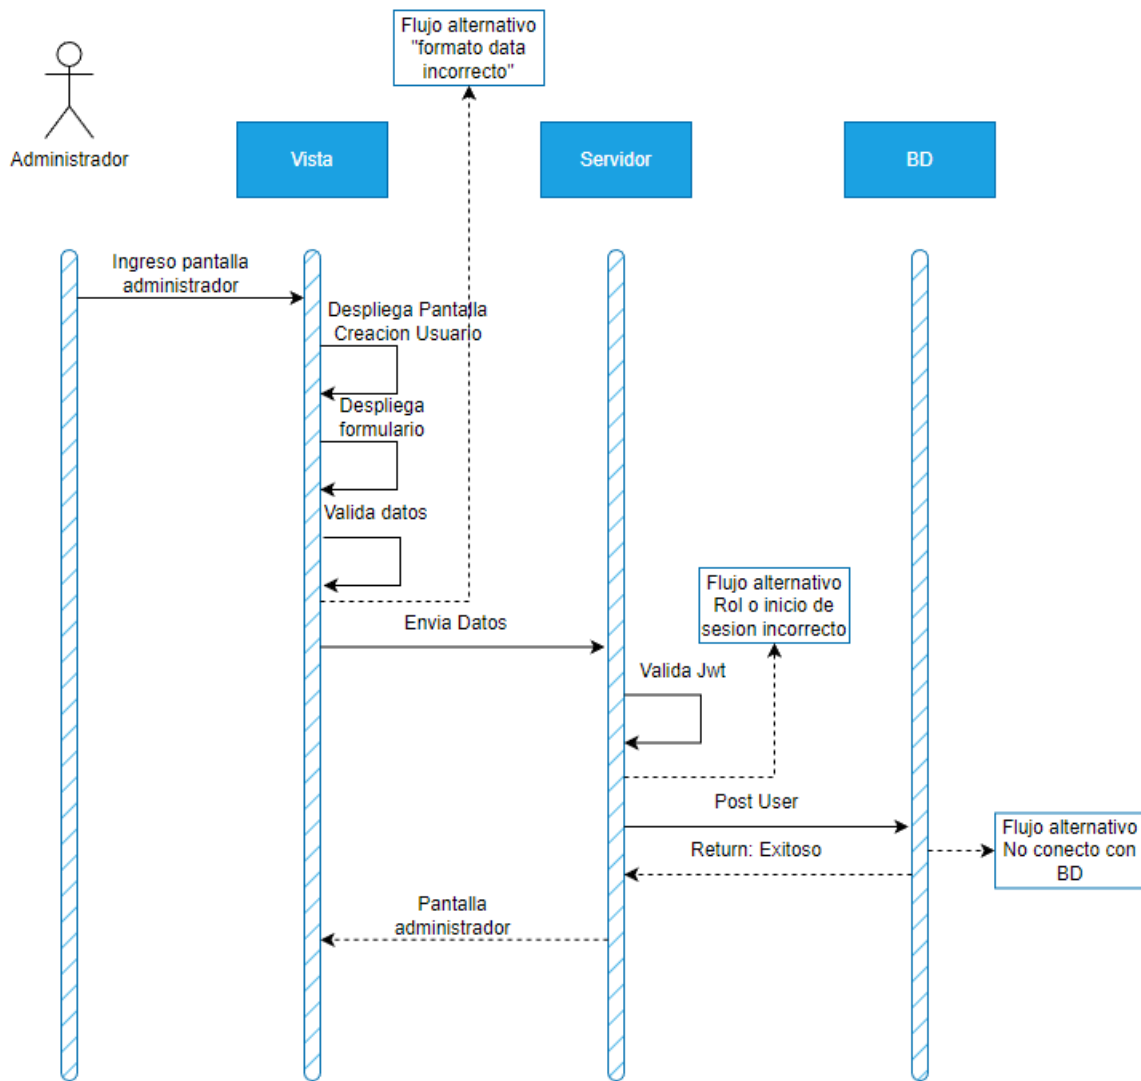 Flujo alternativo
"formato data
incorrecto"
Administrador
Vista
Servidor
BD
Ingreso pantalla
administrador
Despliega Pantalla
Creacion Usuario
Despliega
formulario
Valida datos
Flujo alternativo
Rol o inicio de
sesion incorrecto
Envia Datos
Valida Jwt
Post User
Flujo alternativo
No conecto con
BD
Return: Exitoso
Pantalla
administrador